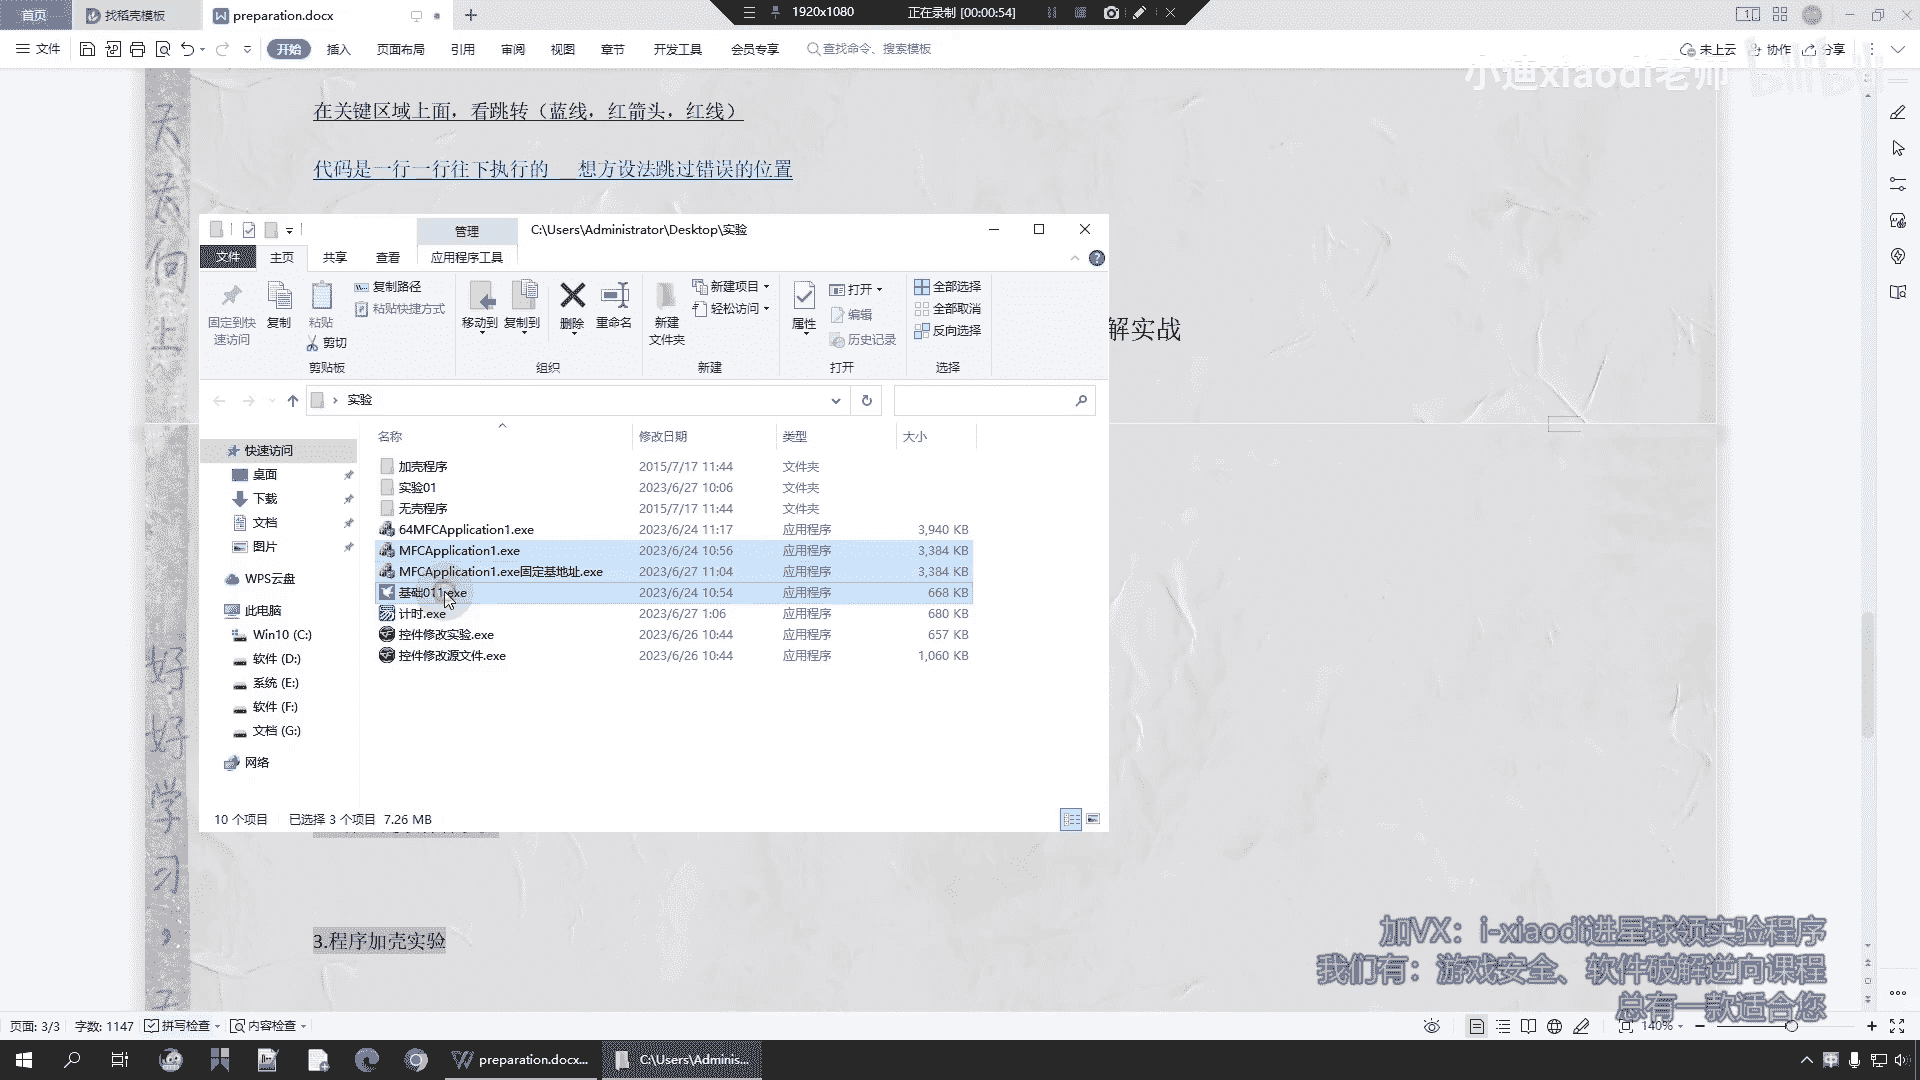 首页
找稻壳模板
preparation.docx
1920x1080
正在录制 [00:00:54]
文件
开始
插入
页面布局
引用
审阅
视图
章节
开发工具
会员专享
查找命令、搜索模板
未上云
协作
分享
小迪xiaodi老师
在关键区域上面，看跳转（蓝线，红箭头，红线）
代码是一行一行往下执行的 __想方设法跳过错误的位置
解实战
管理
C:\Users\Administrator\Desktop\实验
文件
主页
共享
查看
应用程序工具
固定到快速访问
复制
粘贴
复制路径
粘贴快捷方式
剪切
剪贴板
移动到
复制到
删除
重命名
组织
新建文件夹
新建项目
轻松访问
新建
属性
打开
编辑
历史记录
打开
全部选择
全部取消
反向选择
选择
实验
名称
修改日期
类型
大小
快速访问
桌面
下载
文档
图片
WPS云盘
此电脑
Win10 (C:)
软件 (D:)
系统 (E:)
软件 (F:)
文档 (G:)
网络
加壳程序 2015/7/17 11:44 文件夹
实验01 2023/6/27 10:06 文件夹
无壳程序 2015/7/17 11:44 文件夹
64MFCApplication1.exe 2023/6/24 11:17 应用程序 3,940 KB
MFCApplication1.exe 2023/6/24 10:56 应用程序 3,384 KB
MFCApplication1.exe固定基地址.exe 2023/6/27 11:04 应用程序 3,384 KB
基础011.exe 2023/6/24 10:54 应用程序 668 KB
计时.exe 2023/6/27 1:06 应用程序 680 KB
控件修改实验.exe 2023/6/26 10:44 应用程序 657 KB
控件修改源文件.exe 2023/6/26 10:44 应用程序 1,060 KB
10 个项目
已选择 3 个项目 7.26 MB
3.程序加壳实验
天天向上
好好学习，
加VX：i-xiaodi进星球领实验程序
我们有：游戏安全、软件破解逆向课程
总有一款适合您
页面: 3/3
字数: 1147
拼写检查
内容检查
140%
preparation.docx...
C:\Users\Adminis...